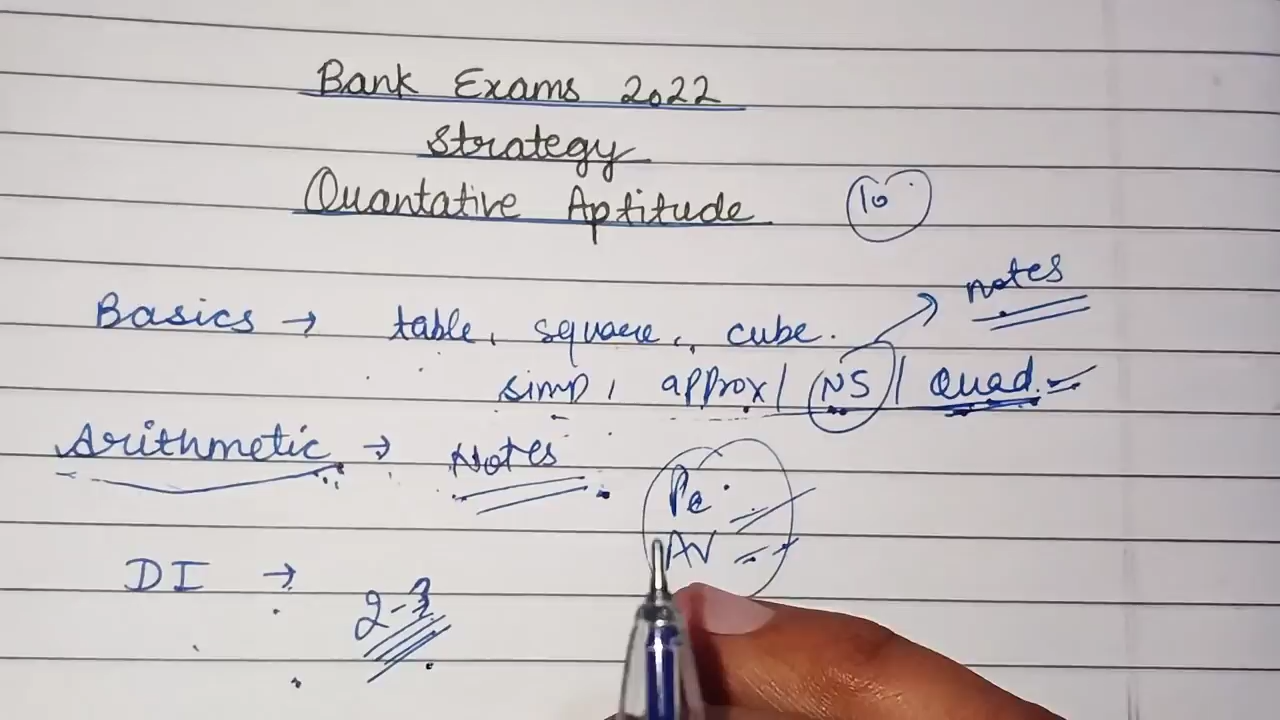 Bank Exams 2022
Strategy
Quantative Aptitude 10
notes
Basics → table, square, cube.
simp, approx / NS / Quad.
Arithmetic → Notes
Pe
AV
DI → 2-3